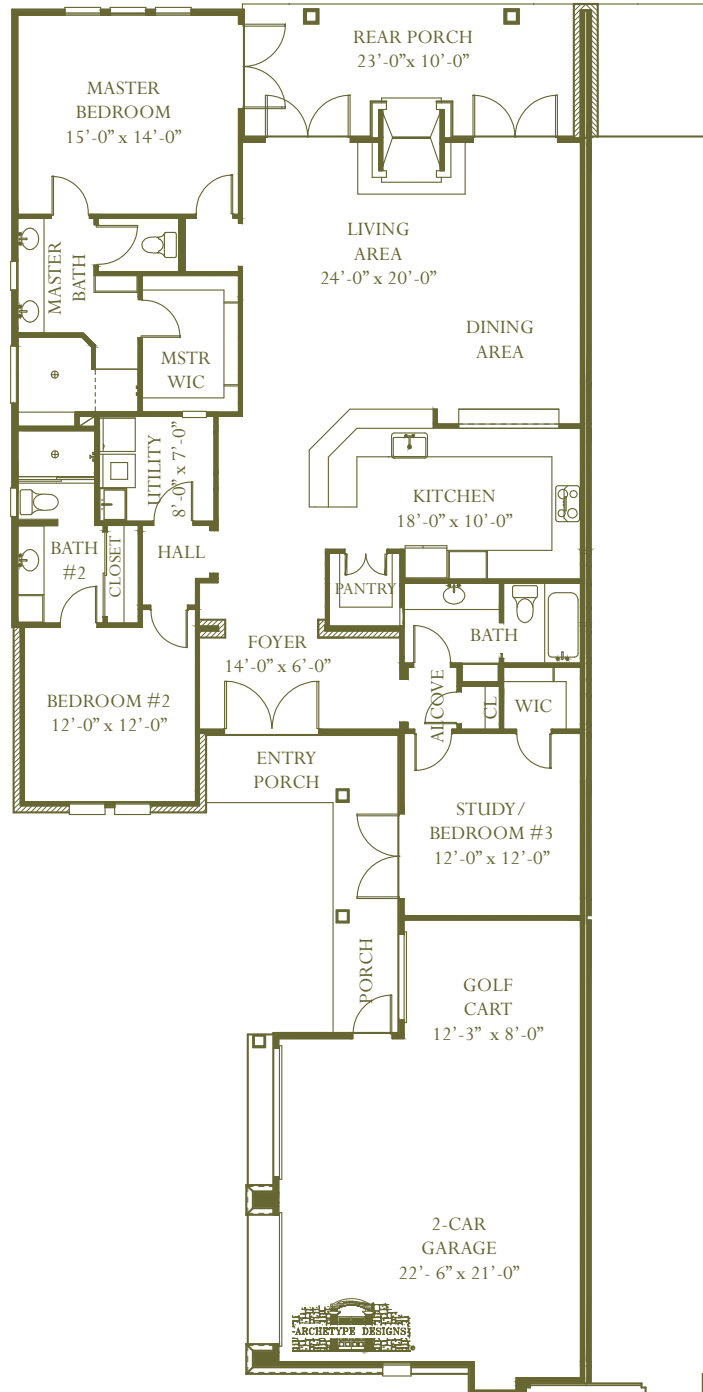 REAR PORCH
23’-0”x 10’-0”
MASTER
BEDROOM
15’-0” x 14’-0”
LIVING
AREA
24’-0” x 20’-0”
MASTER
BATH
DINING
AREA
MSTR
WIC
UTILITY
8’-0” x 7’-0”
KITCHEN
18’-0” x 10’-0”
BATH
#2
CLOSET
HALL
PANTRY
BATH
FOYER
14’-0” x 6’-0”
ALCOVE
CL
WIC
BEDROOM #2
12’-0” x 12’-0”
ENTRY
PORCH
STUDY/
BEDROOM #3
12’-0” x 12’-0”
PORCH
GOLF
CART
12’-3” x 8’-0”
2-CAR
GARAGE
22’- 6” x 21’-0”
ARCHETYPE DESIGNS